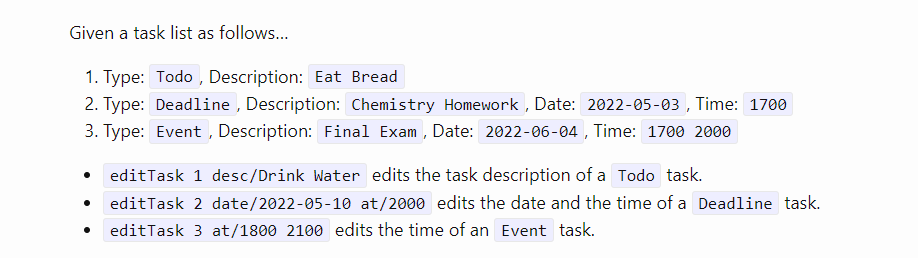 Given a task list as follows…
1. Type: Todo, Description: Eat Bread
2. Type: Deadline, Description: Chemistry Homework, Date: 2022-05-03, Time: 1700
3. Type: Event, Description: Final Exam, Date: 2022-06-04, Time: 1700 2000
• editTask 1 desc/Drink Water edits the task description of a Todo task.
• editTask 2 date/2022-05-10 at/2000 edits the date and the time of a Deadline task.
• editTask 3 at/1800 2100 edits the time of an Event task.